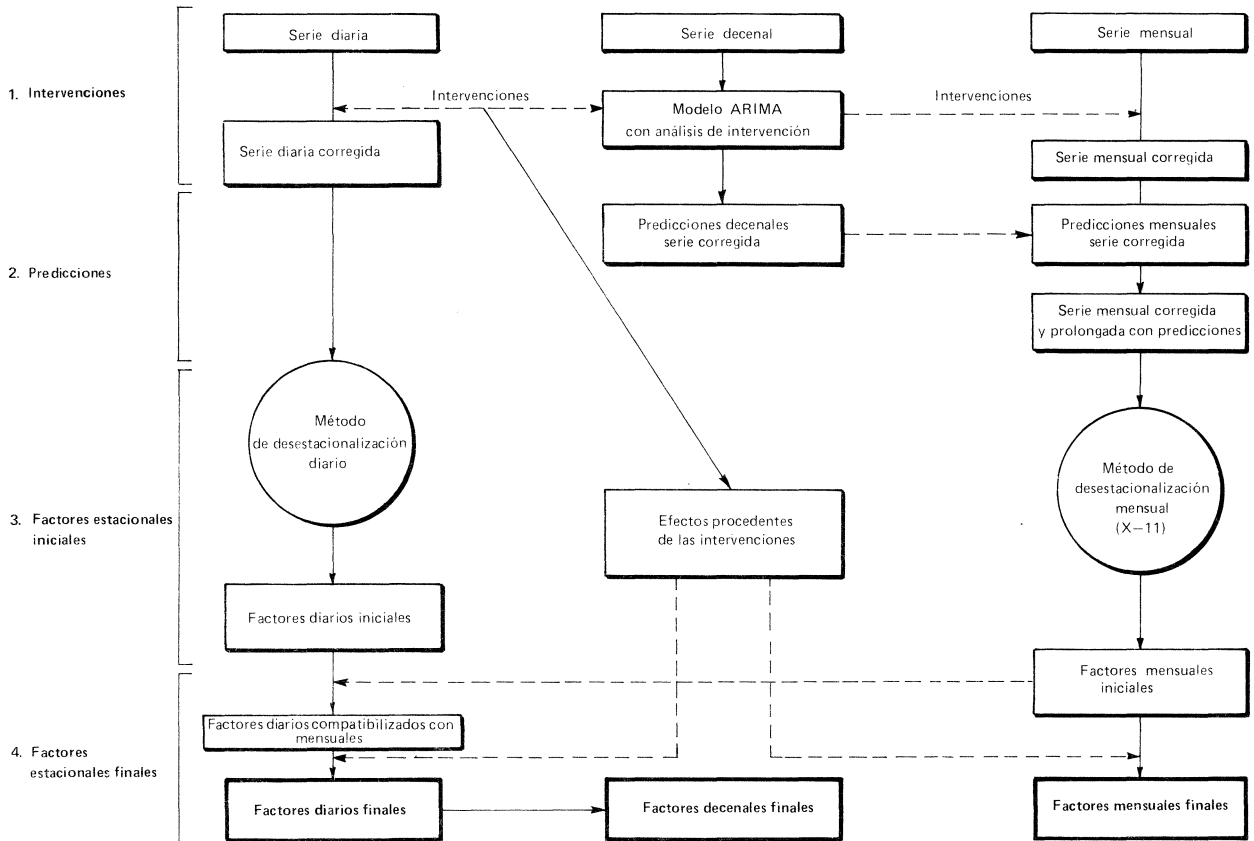 Serie diaria
Serie decenal
Serie mensual
1. Intervenciones
Intervenciones
Modelo ARIMA
con análisis de intervención
Intervenciones
Serie diaria corregida
Serie mensual corregida
Predicciones decenales
serie corregida
Predicciones mensuales
serie corregida
2. Predicciones
Serie mensual corregida
y prolongada con predicciones
Método
de desestacionalización
diario
Método de
desestacionalización
mensual
(X-11)
3. Factores estacionales
iniciales
Efectos procedentes
de las intervenciones
Factores diarios iniciales
Factores mensuales
iniciales
Factores diarios compatibilizados con
mensuales
4. Factores
estacionales finales
Factores diarios finales
Factores decenales finales
Factores mensuales finales